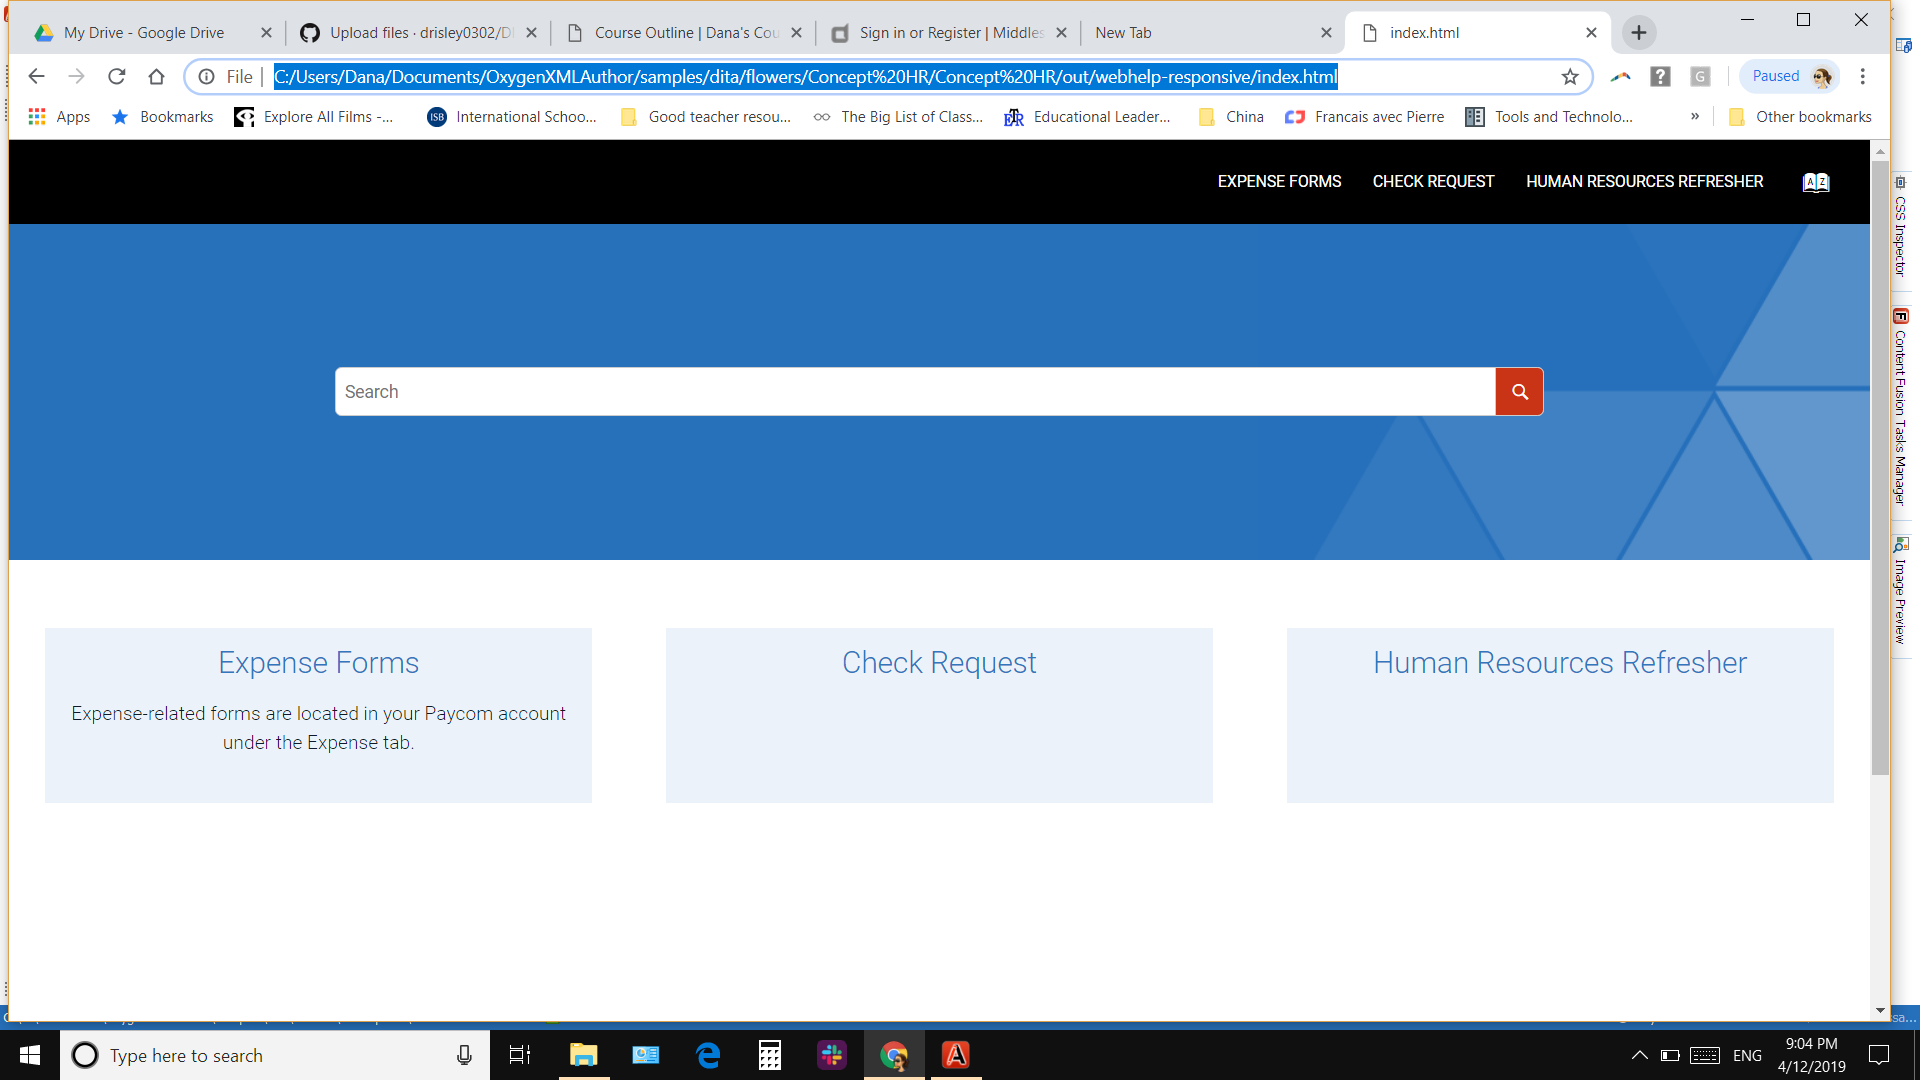 My Drive - Google Drive
Upload files · drisley0302/D
Course Outline | Dana's Cou
Sign in or Register | Middles
New Tab
index.html
File | C:/Users/Dana/Documents/OxygenXMLAuthor/samples/dita/flowers/Concept%20HR/Concept%20HR/out/webhelp-responsive/index.html
Paused
Apps
Bookmarks
Explore All Films -...
ISB
International Schoo...
Good teacher resou...
The Big List of Class...
Educational Leader...
China
Francais avec Pierre
Tools and Technolo...
»
Other bookmarks
EXPENSE FORMS
CHECK REQUEST
HUMAN RESOURCES REFRESHER
A Z
CSS Inspector
Content Fusion Tasks Manager
Image Preview
Search
Expense Forms
Expense-related forms are located in your Paycom account
under the Expense tab.
Check Request
Human Resources Refresher
Type here to search
ENG
9:04 PM
4/12/2019